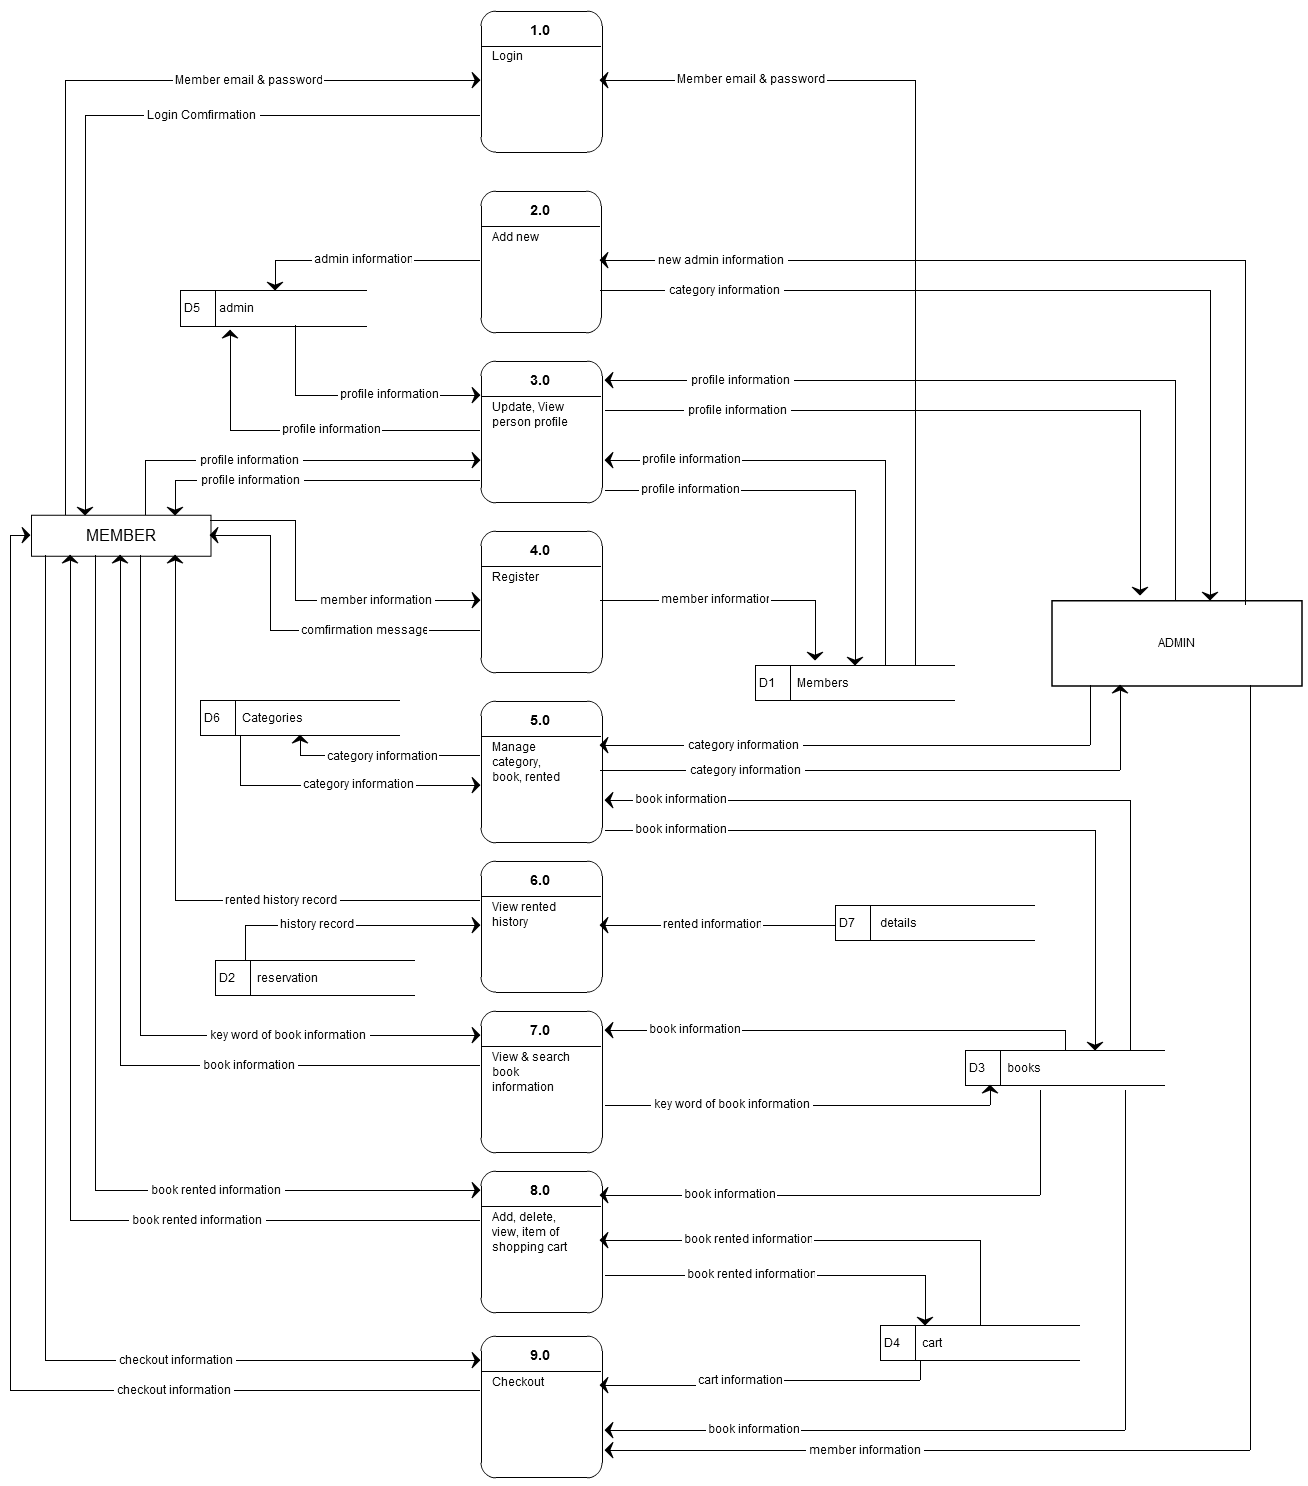 1.0
Login
Member email & password
Member email & password
Login Comfirmation
2.0
Add new
admin information
new admin information
category information
D5
admin
3.0
Update, View
person profile
profile information
profile information
profile information
profile information
profile information
profile information
profile information
profile information
MEMBER
4.0
Register
member information
member information
comfirmation message
ADMIN
D1
Members
D6
Categories
5.0
Manage
category,
book, rented
category information
category information
category information
category information
book information
book information
6.0
View rented
history
rented history record
history record
rented information
D7
details
D2
reservation
7.0
View & search
book
information
key word of book information
book information
book information
D3
books
key word of book information
8.0
Add, delete,
view, item of
shopping cart
book rented information
book rented information
book information
book rented information
book rented information
D4
cart
9.0
Checkout
checkout information
checkout information
cart information
book information
member information